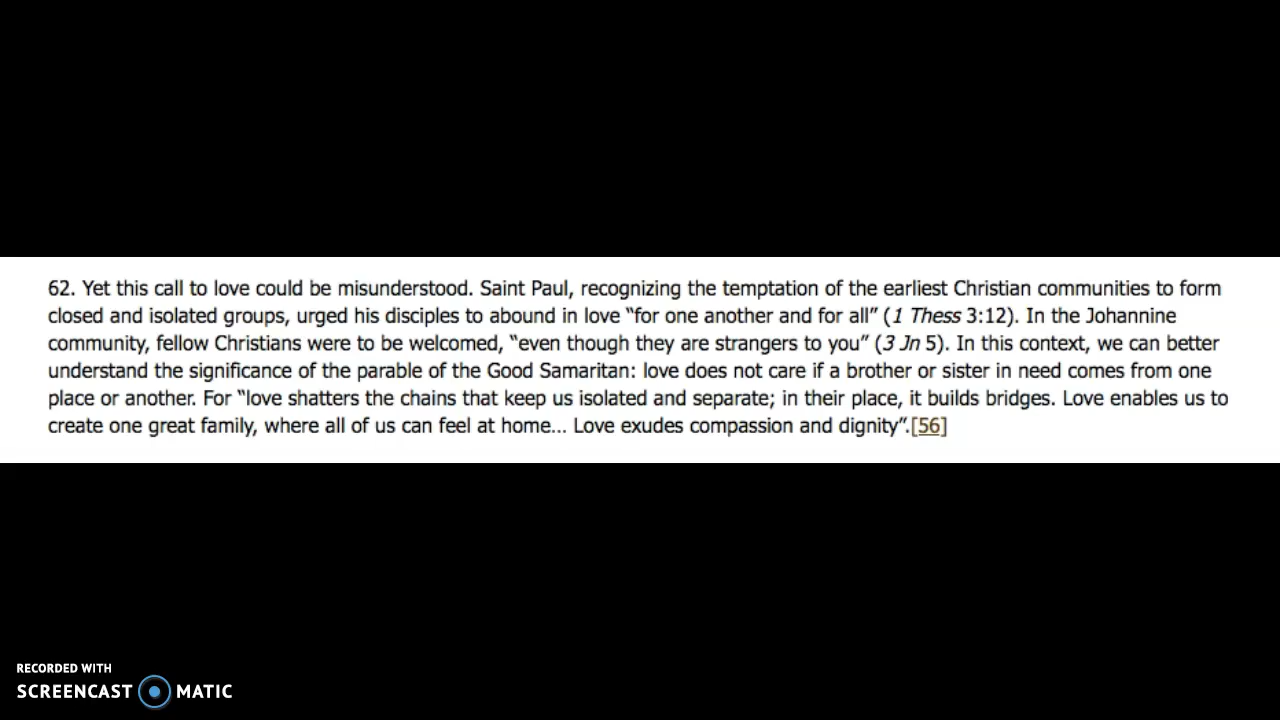 62. Yet this call to love could be misunderstood. Saint Paul, recognizing the temptation of the earliest Christian communities to form
closed and isolated groups, urged his disciples to abound in love “for one another and for all” (1 Thess 3:12). In the Johannine
community, fellow Christians were to be welcomed, “even though they are strangers to you” (3 Jn 5). In this context, we can better
understand the significance of the parable of the Good Samaritan: love does not care if a brother or sister in need comes from one
place or another. For “love shatters the chains that keep us isolated and separate; in their place, it builds bridges. Love enables us to
create one great family, where all of us can feel at home... Love exudes compassion and dignity”.[56]
RECORDED WITH
SCREENCAST MATIC